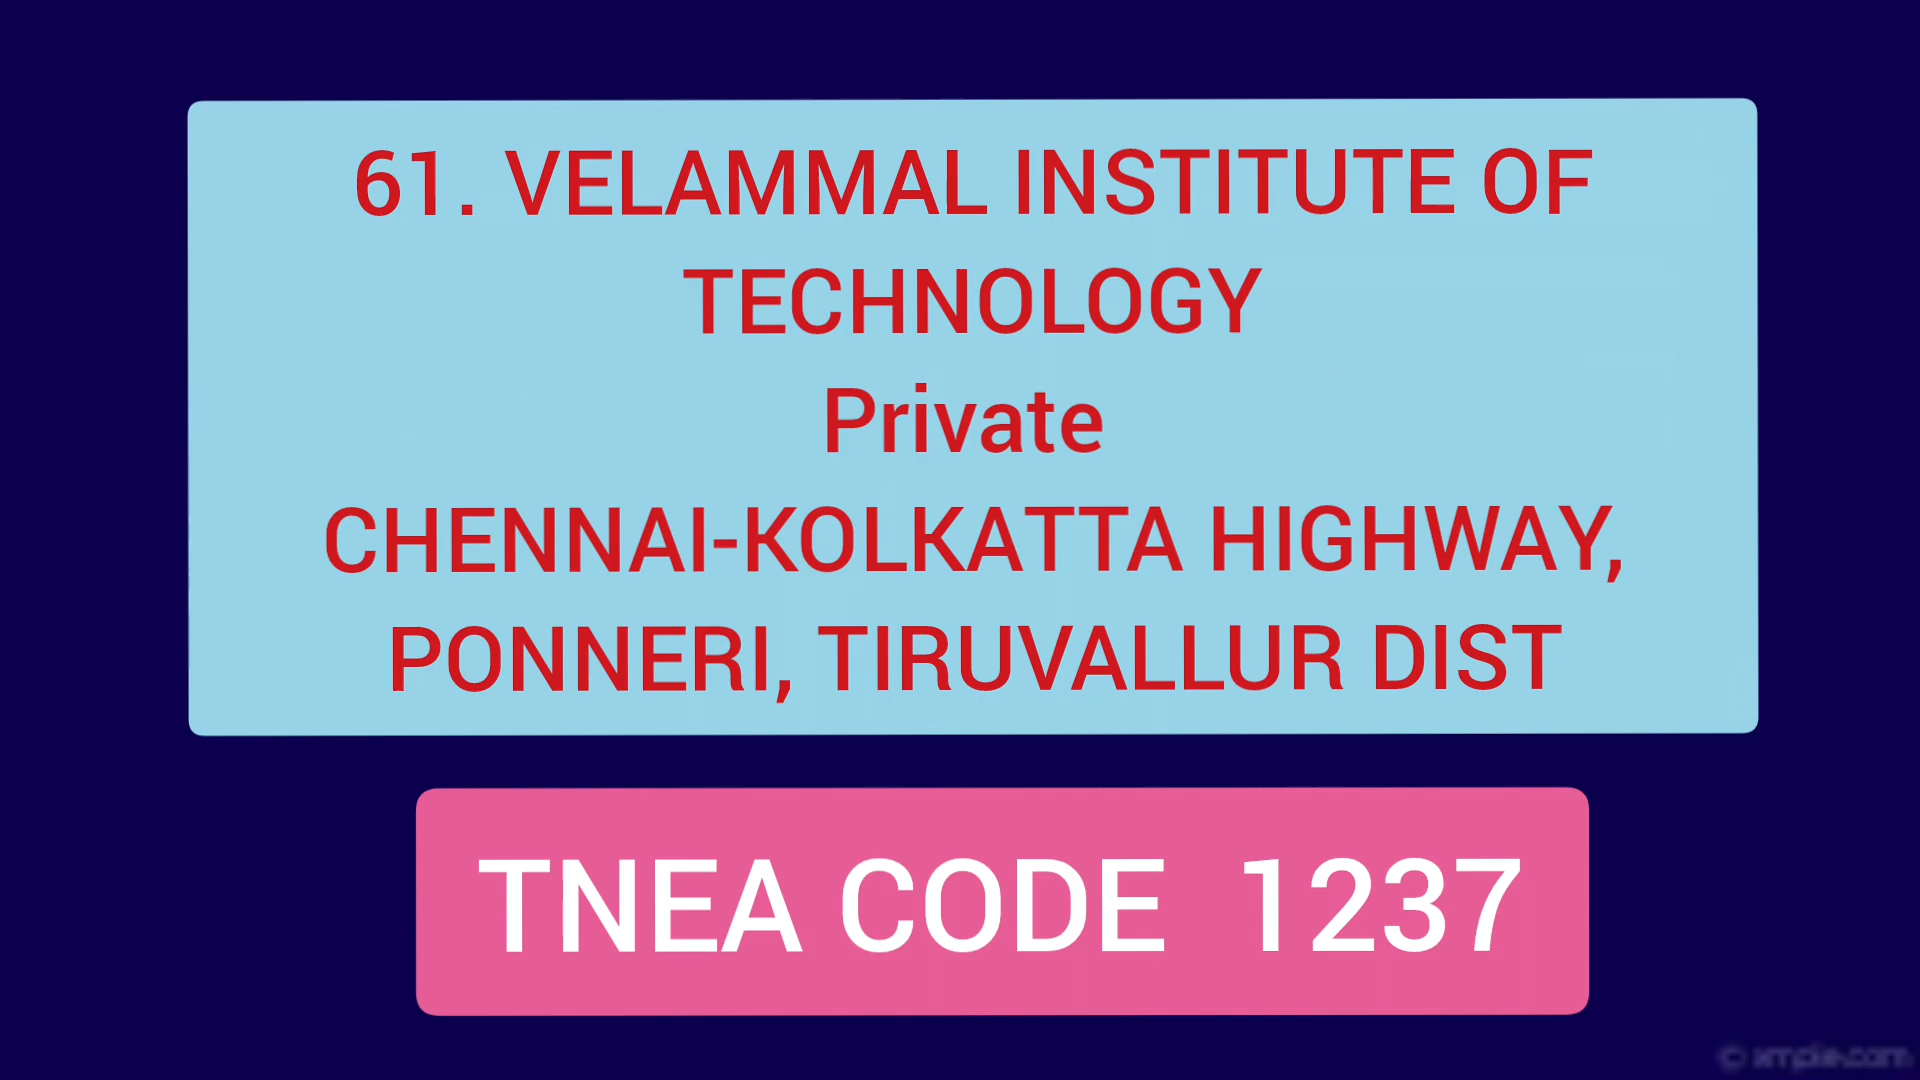 61. VELAMMAL INSTITUTE OF
TECHNOLOGY
Private
CHENNAI-KOLKATTA HIGHWAY,
PONNERI, TIRUVALLUR DIST
TNEA CODE 1237